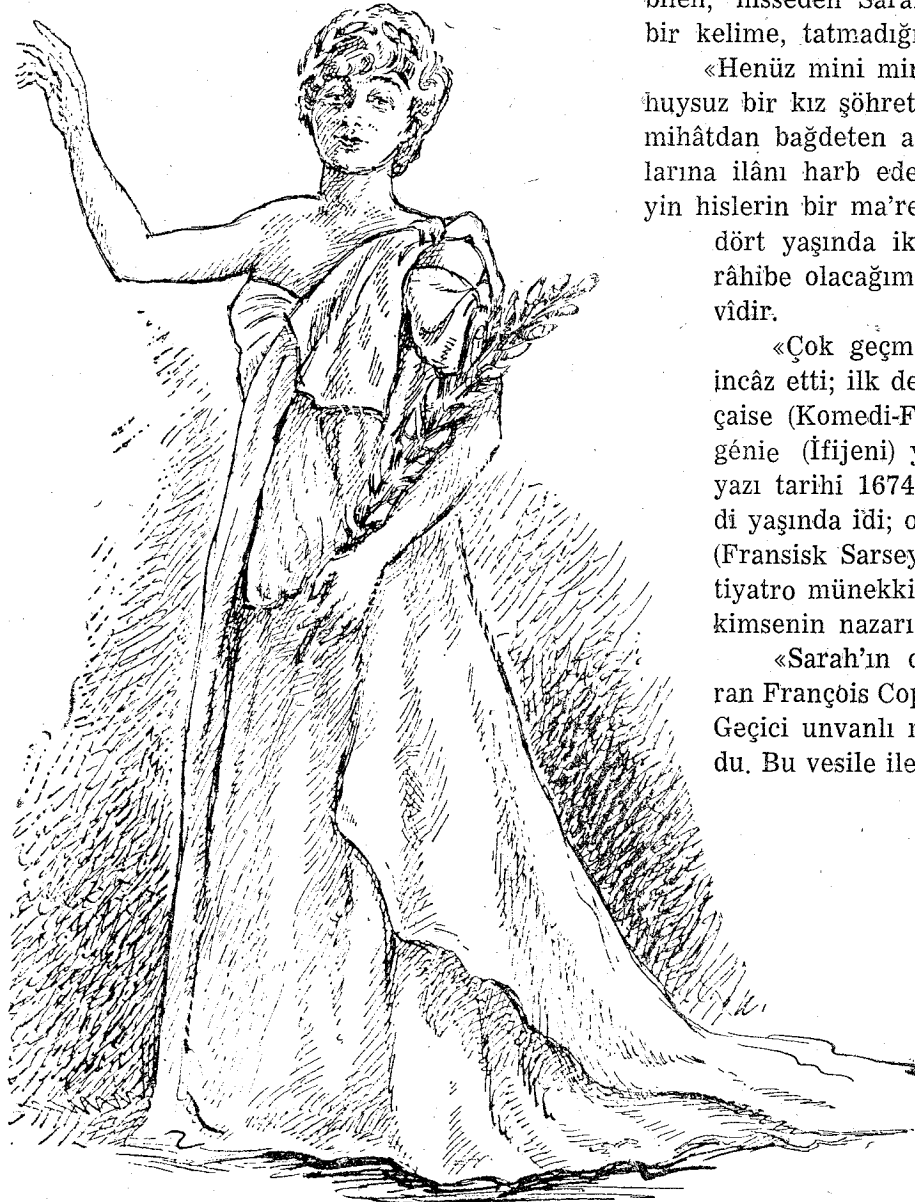 bilen, hisseden Sarah
bir kelime, tatmadığı
«Henüz mini min
huysuz bir kız şöhret
mihâtdan bağdeten a
larına ilânı harb ede
yin hislerin bir ma're
dört yaşında ik
râhibe olacağım
vîdir.
«Çok geçm
incâz etti; ilk de
çaise (Komedi-F
génie (İfijeni) y
yazı tarihi 1674
di yaşında idi; o
(Fransisk Sarsey
tiyatro münekki
kimsenin nazarı
«Sarah'ın d
ran François Cop
Geçici unvanlı m
du. Bu vesile ile